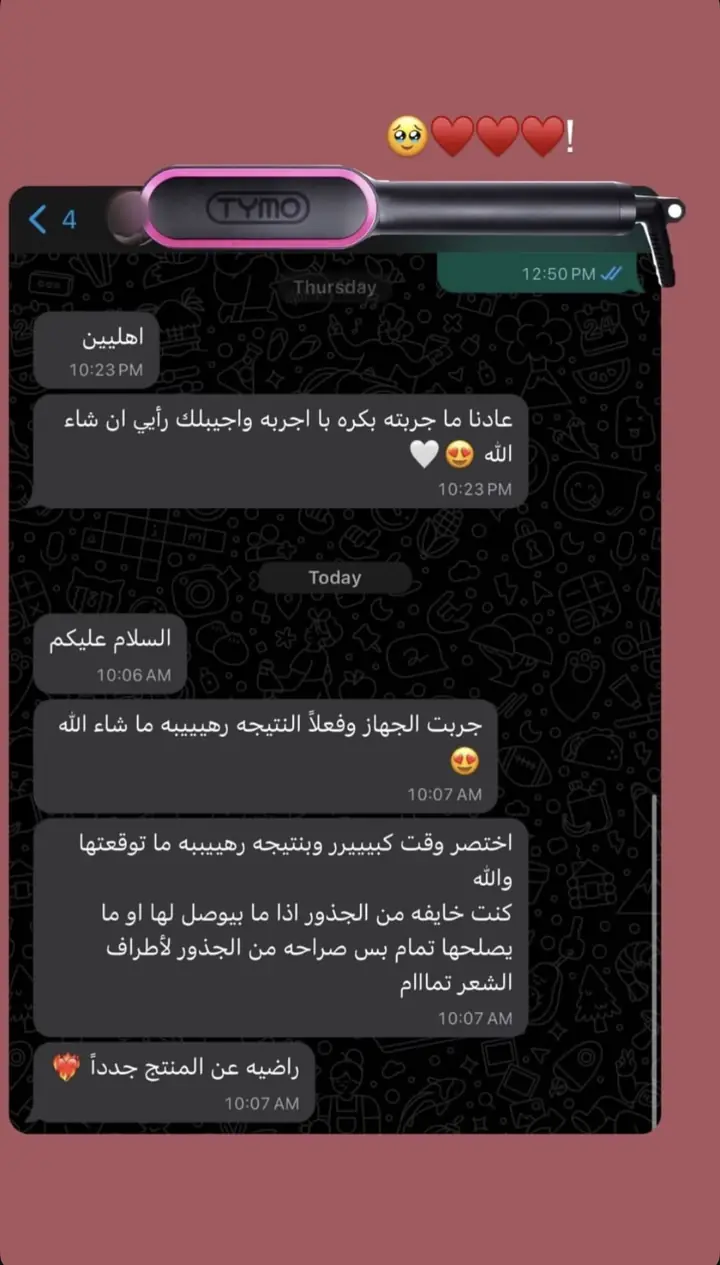 🥹❤️❤️❤️!
4
TYMO
12:50 PM
Thursday
اهليين
10:23 PM
عادنا ما جربته بكره با اجربه واجيبلك رأيي ان شاء
الله 😍🤍
10:23 PM
Today
السلام عليكم
10:06 AM
جربت الجهاز وفعلاً النتيجه رهيييبه ما شاء الله
😍
10:07 AM
اختصر وقت كبيييرر وبنتيجه رهيييبه ما توقعتها
والله
كنت خايفه من الجذور اذا ما بيوصل لها او ما
يصلحها تمام بس صراحه من الجذور لأطراف
الشعر تمااام
10:07 AM
راضيه عن المنتج جدداً ❤️‍🔥
10:07 AM